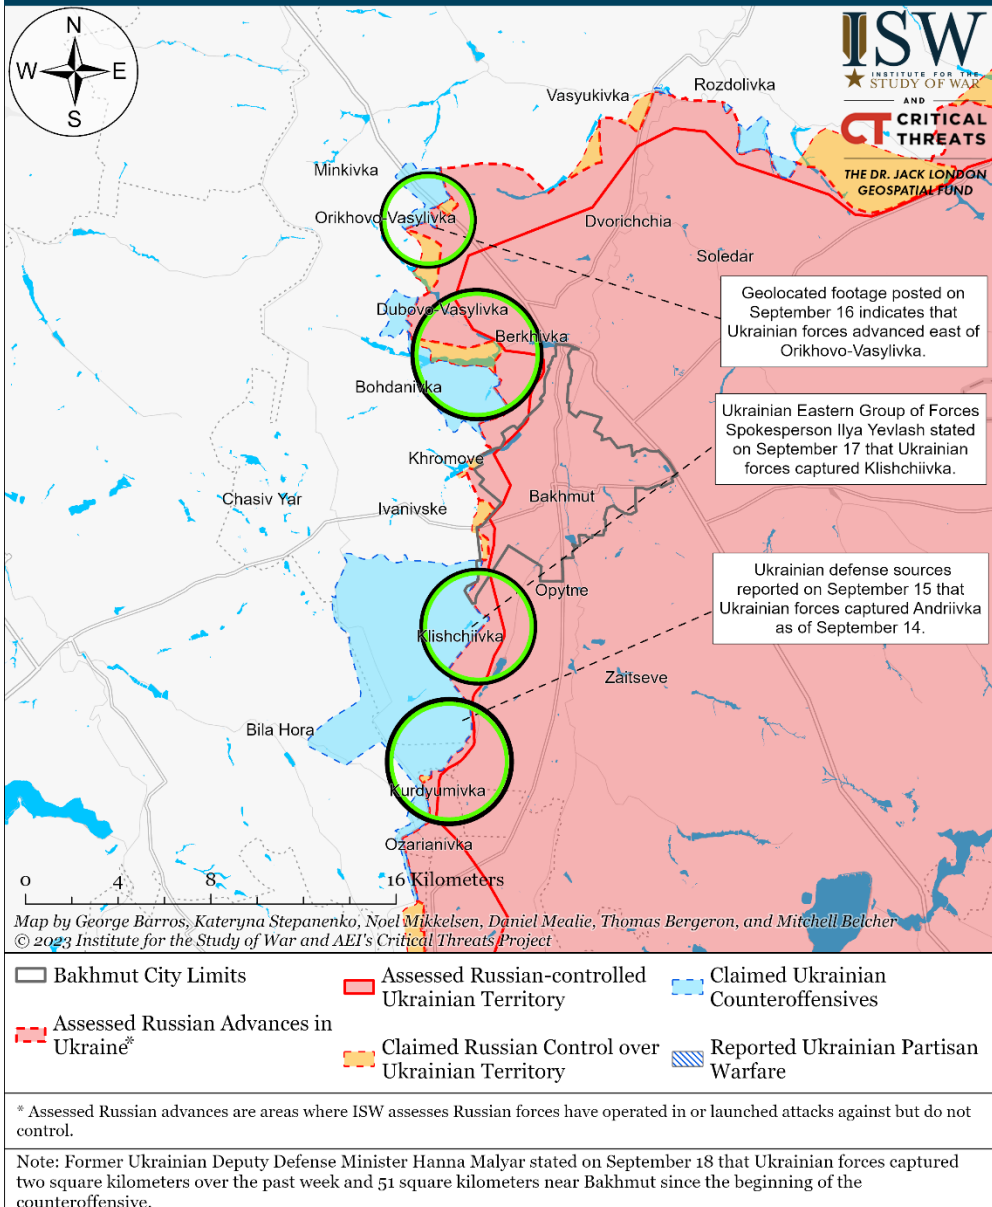 N
W E
S
ISW
INSTITUTE FOR THE
STUDY OF WAR
AND
CT CRITICAL
THREATS
THE DR. JACK LONDON
GEOSPATIAL FUND
Vasyukivka
Rozdolivka
Minkivka
Orikhovo-Vasylivka
Dvorichchia
Soledar
Geolocated footage posted on
September 16 indicates that
Ukrainian forces advanced east of
Orikhovo-Vasylivka.
Dubovo-Vasylivka
Berkhivka
Bohdanivka
Ukrainian Eastern Group of Forces
Spokesperson Ilya Yevlash stated
on September 17 that Ukrainian
forces captured Klishchiivka.
Khromove
Chasiv Yar
Bakhmut
Ivanivske
Ukrainian defense sources
reported on September 15 that
Ukrainian forces captured Andriivka
as of September 14.
Opytne
Klishchiivka
Zaitseve
Bila Hora
Kurdyumivka
Ozarianivka
0 4 8 16 Kilometers
Map by George Barros, Kateryna Stepanenko, Noel Mikkelsen, Daniel Mealie, Thomas Bergeron, and Mitchell Belcher
© 2023 Institute for the Study of War and AEI's Critical Threats Project
Bakhmut City Limits
Assessed Russian Advances in
Ukraine*
Assessed Russian-controlled
Ukrainian Territory
Claimed Russian Control over
Ukrainian Territory
Claimed Ukrainian
Counteroffensives
Reported Ukrainian Partisan
Warfare
* Assessed Russian advances are areas where ISW assesses Russian forces have operated in or launched attacks against but do not
control.
Note: Former Ukrainian Deputy Defense Minister Hanna Malyar stated on September 18 that Ukrainian forces captured
two square kilometers over the past week and 51 square kilometers near Bakhmut since the beginning of the
counteroffensive.